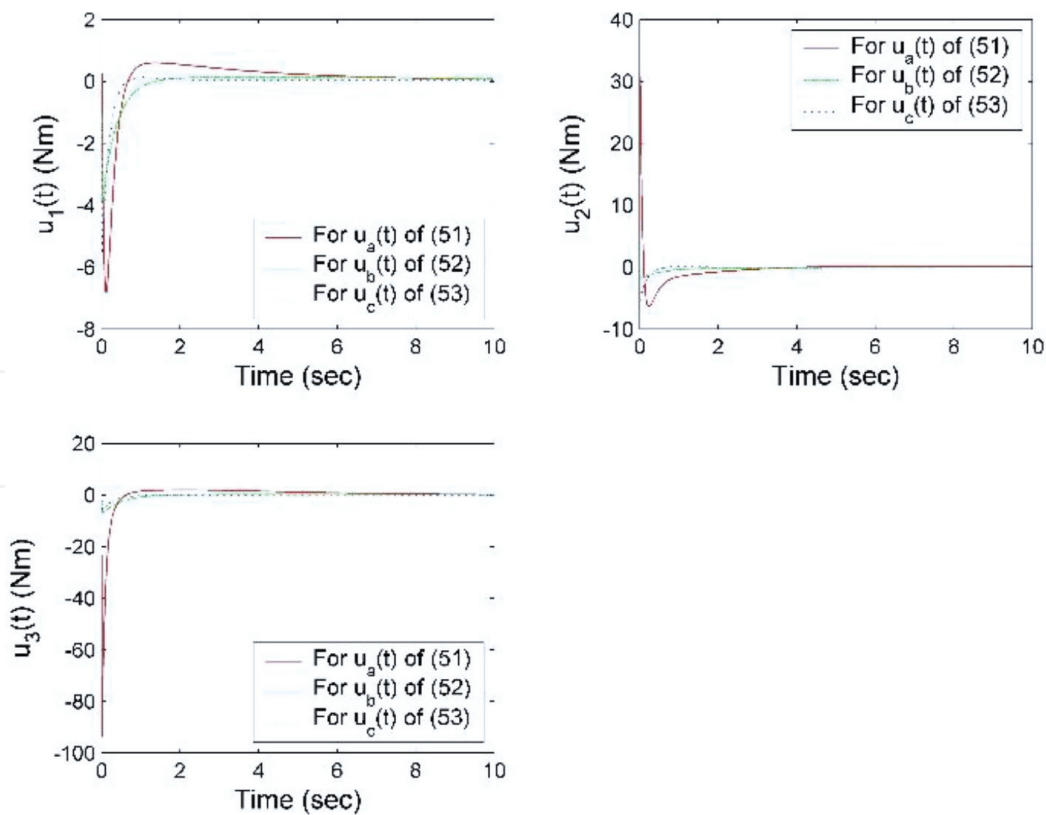 2
0
-2
-4
-6
-8
u1(t) (Nm)
For ua(t) of (51)
For ub(t) of (52)
For uc(t) of (53)
0 2 4 6 8 10
Time (sec)
40
30
20
10
0
-10
u2(t) (Nm)
For ua(t) of (51)
For ub(t) of (52)
For uc(t) of (53)
0 2 4 6 8 10
Time (sec)
20
0
-20
-40
-60
-80
-100
u3(t) (Nm)
For ua(t) of (51)
For ub(t) of (52)
For uc(t) of (53)
0 2 4 6 8 10
Time (sec)